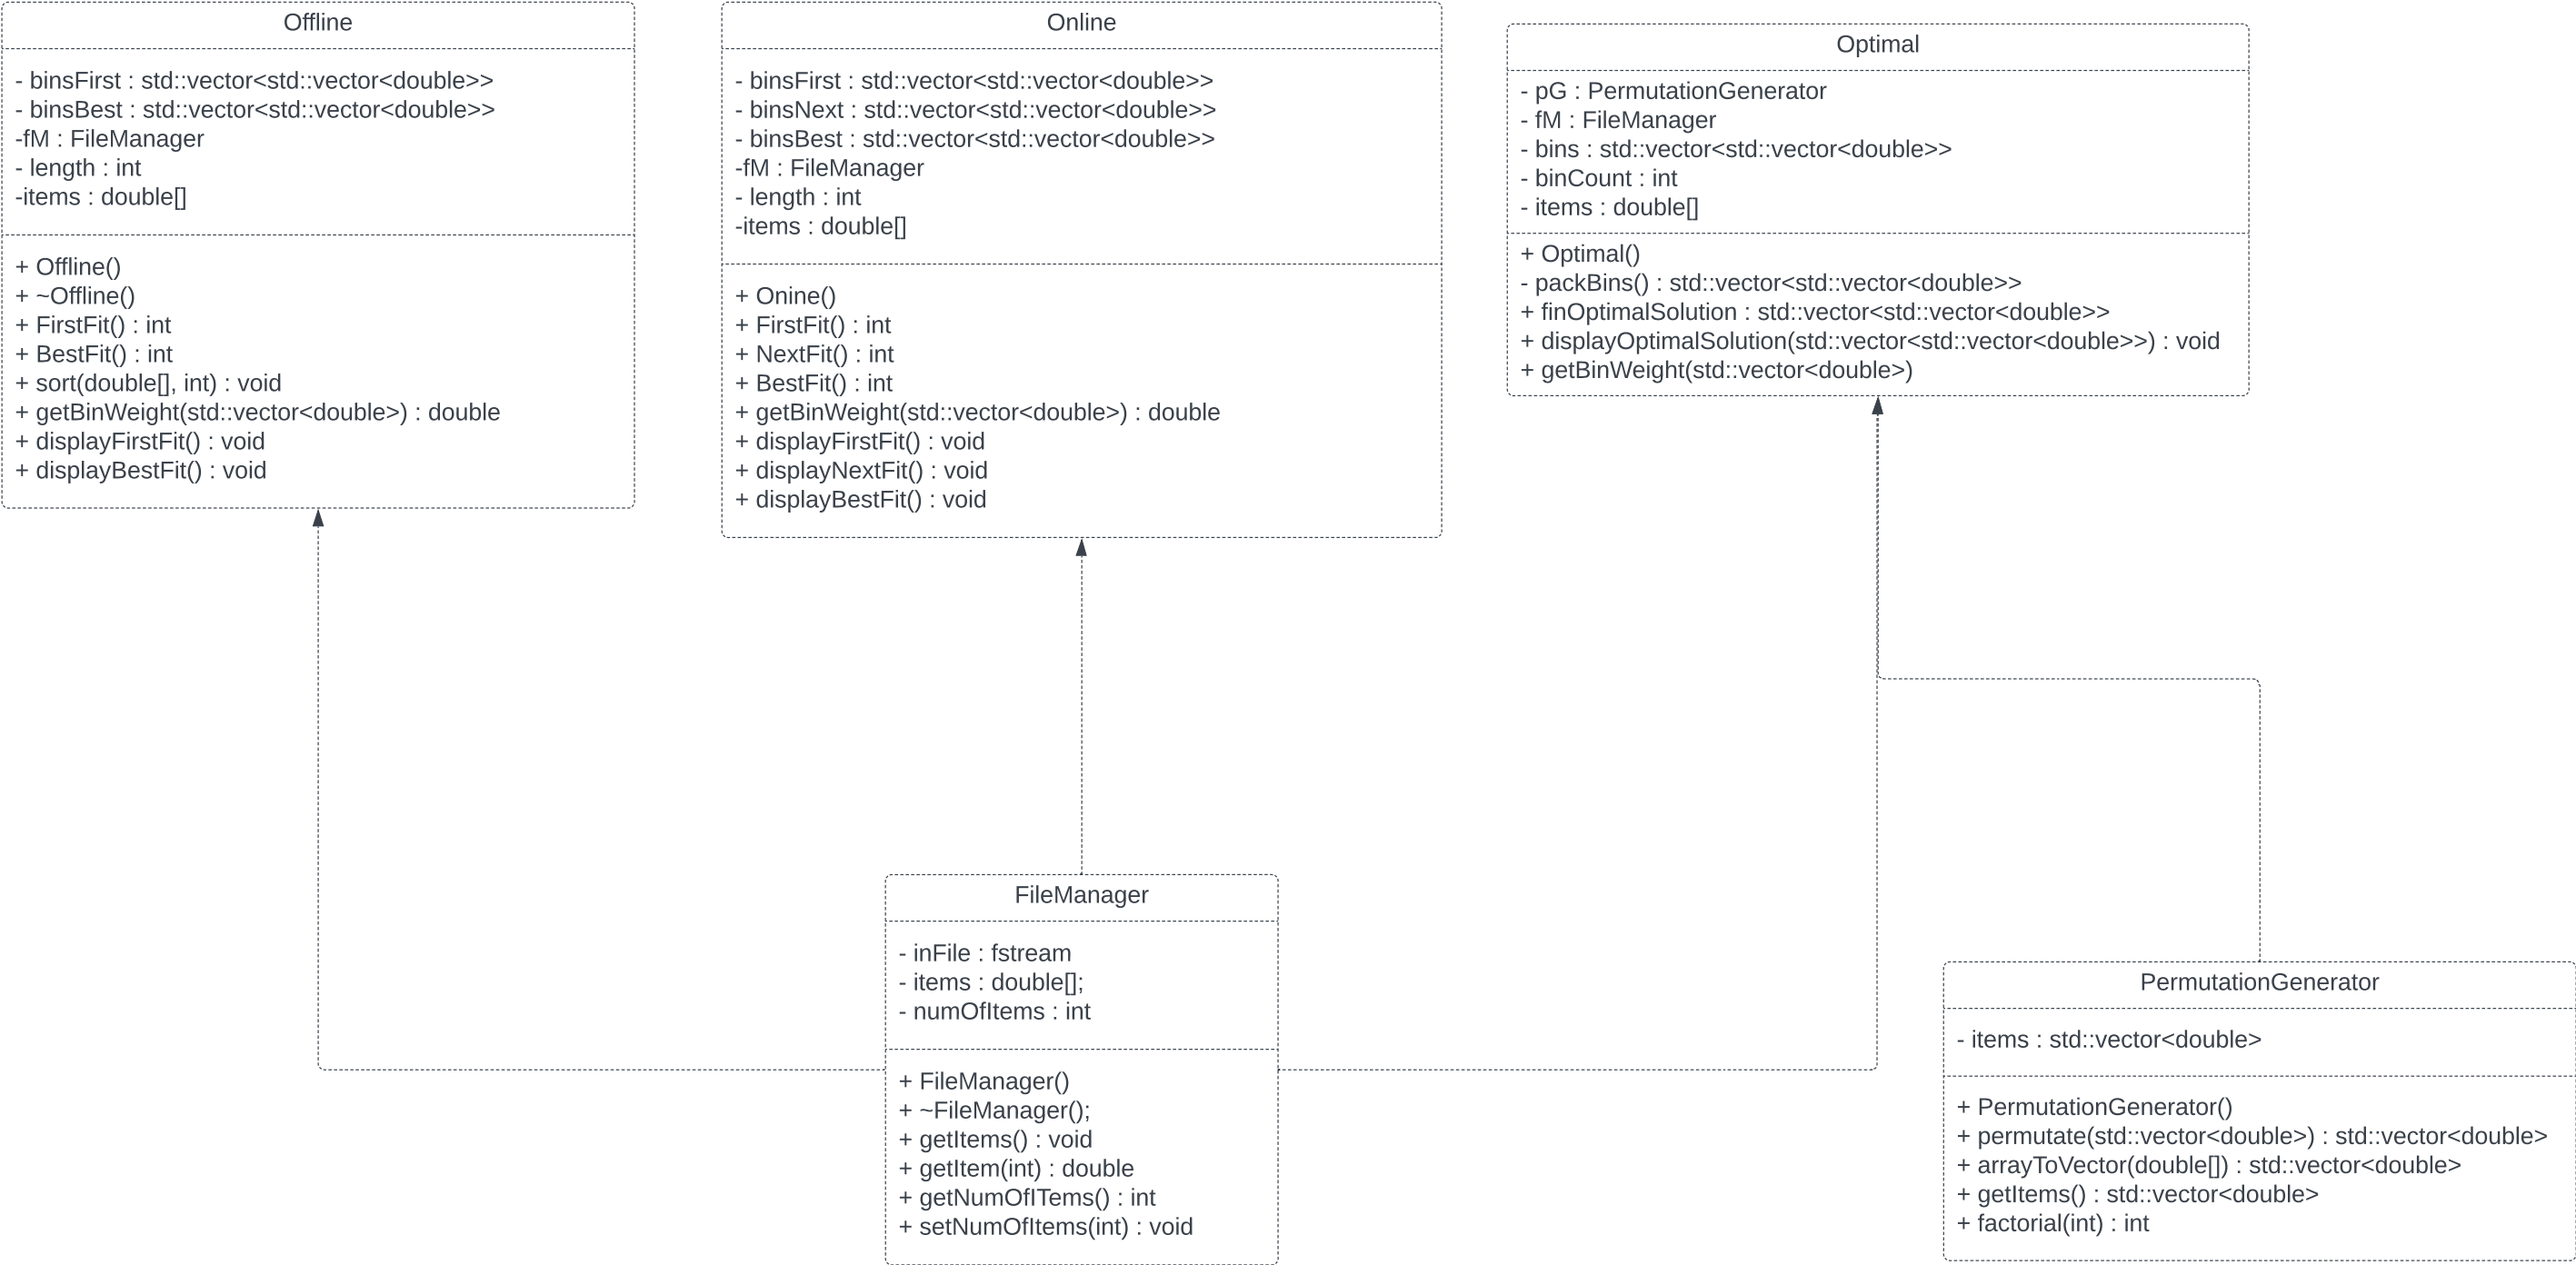 Offline
- binsFirst : std::vector<std::vector<double>>
- binsBest : std::vector<std::vector<double>>
-fM : FileManager
- length : int
-items : double[]
+ Offline()
+ ~Offline()
+ FirstFit() : int
+ BestFit() : int
+ sort(double[], int) : void
+ getBinWeight(std::vector<double>) : double
+ displayFirstFit() : void
+ displayBestFit() : void
Online
- binsFirst : std::vector<std::vector<double>>
- binsNext : std::vector<std::vector<double>>
- binsBest : std::vector<std::vector<double>>
-fM : FileManager
- length : int
-items : double[]
+ Onine()
+ FirstFit() : int
+ NextFit() : int
+ BestFit() : int
+ getBinWeight(std::vector<double>) : double
+ displayFirstFit() : void
+ displayNextFit() : void
+ displayBestFit() : void
Optimal
- pG : PermutationGenerator
- fM : FileManager
- bins : std::vector<std::vector<double>>
- binCount : int
- items : double[]
+ Optimal()
- packBins() : std::vector<std::vector<double>>
+ finOptimalSolution : std::vector<std::vector<double>>
+ displayOptimalSolution(std::vector<std::vector<double>>) : void
+ getBinWeight(std::vector<double>)
FileManager
- inFile : fstream
- items : double[];
- numOfItems : int
+ FileManager()
+ ~FileManager();
+ getItems() : void
+ getItem(int) : double
+ getNumOfITems() : int
+ setNumOfItems(int) : void
PermutationGenerator
- items : std::vector<double>
+ PermutationGenerator()
+ permutate(std::vector<double>) : std::vector<double>
+ arrayToVector(double[]) : std::vector<double>
+ getItems() : std::vector<double>
+ factorial(int) : int